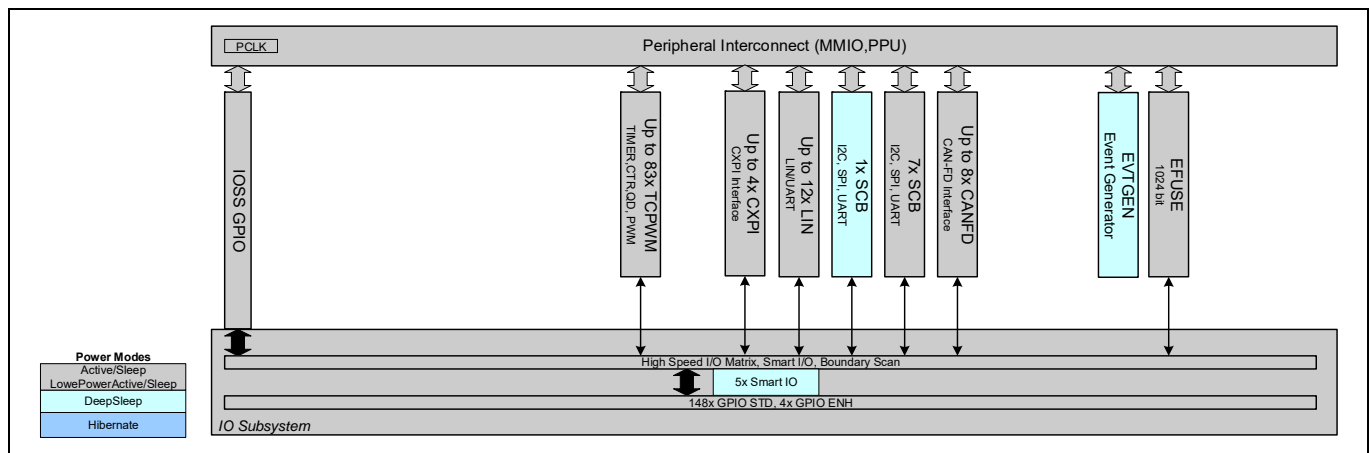 PCLK
Peripheral Interconnect (MMIO,PPU)
IOSS GPIO
Up to 83x TCPWM
TIMER,CTR,QD, PWM
Up to 4x CXPI
CXPI Interface
Up to 12x LIN
LIN/UART
1x SCB
I2C, SPI, UART
7x SCB
I2C, SPI, UART
Up to 8x CANFD
CAN-FD Interface
EVTGEN
Event Generator
EFUSE
1024 bit
Power Modes
Active/Sleep
LowePowerActive/Sleep
DeepSleep
Hibernate
High Speed I/O Matrix, Smart I/O, Boundary Scan
5x Smart IO
148x GPIO STD, 4x GPIO ENH
IO Subsystem